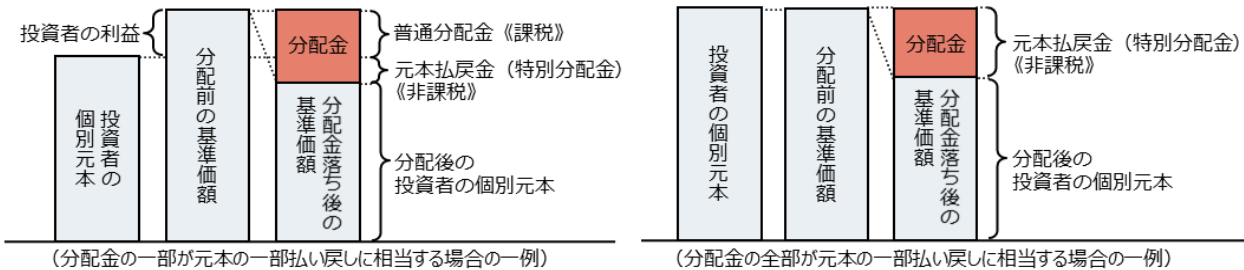 投資者の利益
投資者の
個別元本
分配前の基準価額
分配金
分配金落ち後の
基準価額
普通分配金《課税》
元本払戻金（特別分配金）
《非課税》
分配後の
投資者の個別元本
（分配金の一部が元本の一部払い戻しに相当する場合の一例）
投資者の個別元本
分配前の基準価額
分配金
分配金落ち後の
基準価額
元本払戻金（特別分配金）
《非課税》
分配後の
投資者の個別元本
（分配金の全部が元本の一部払い戻しに相当する場合の一例）